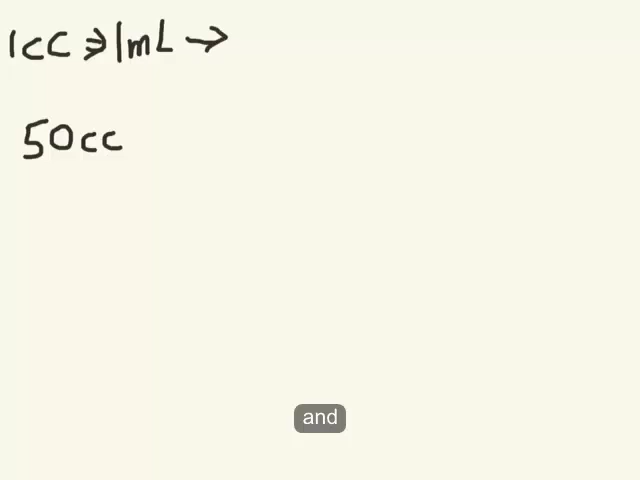 1cc ⇒ 1mL →
50cc
and